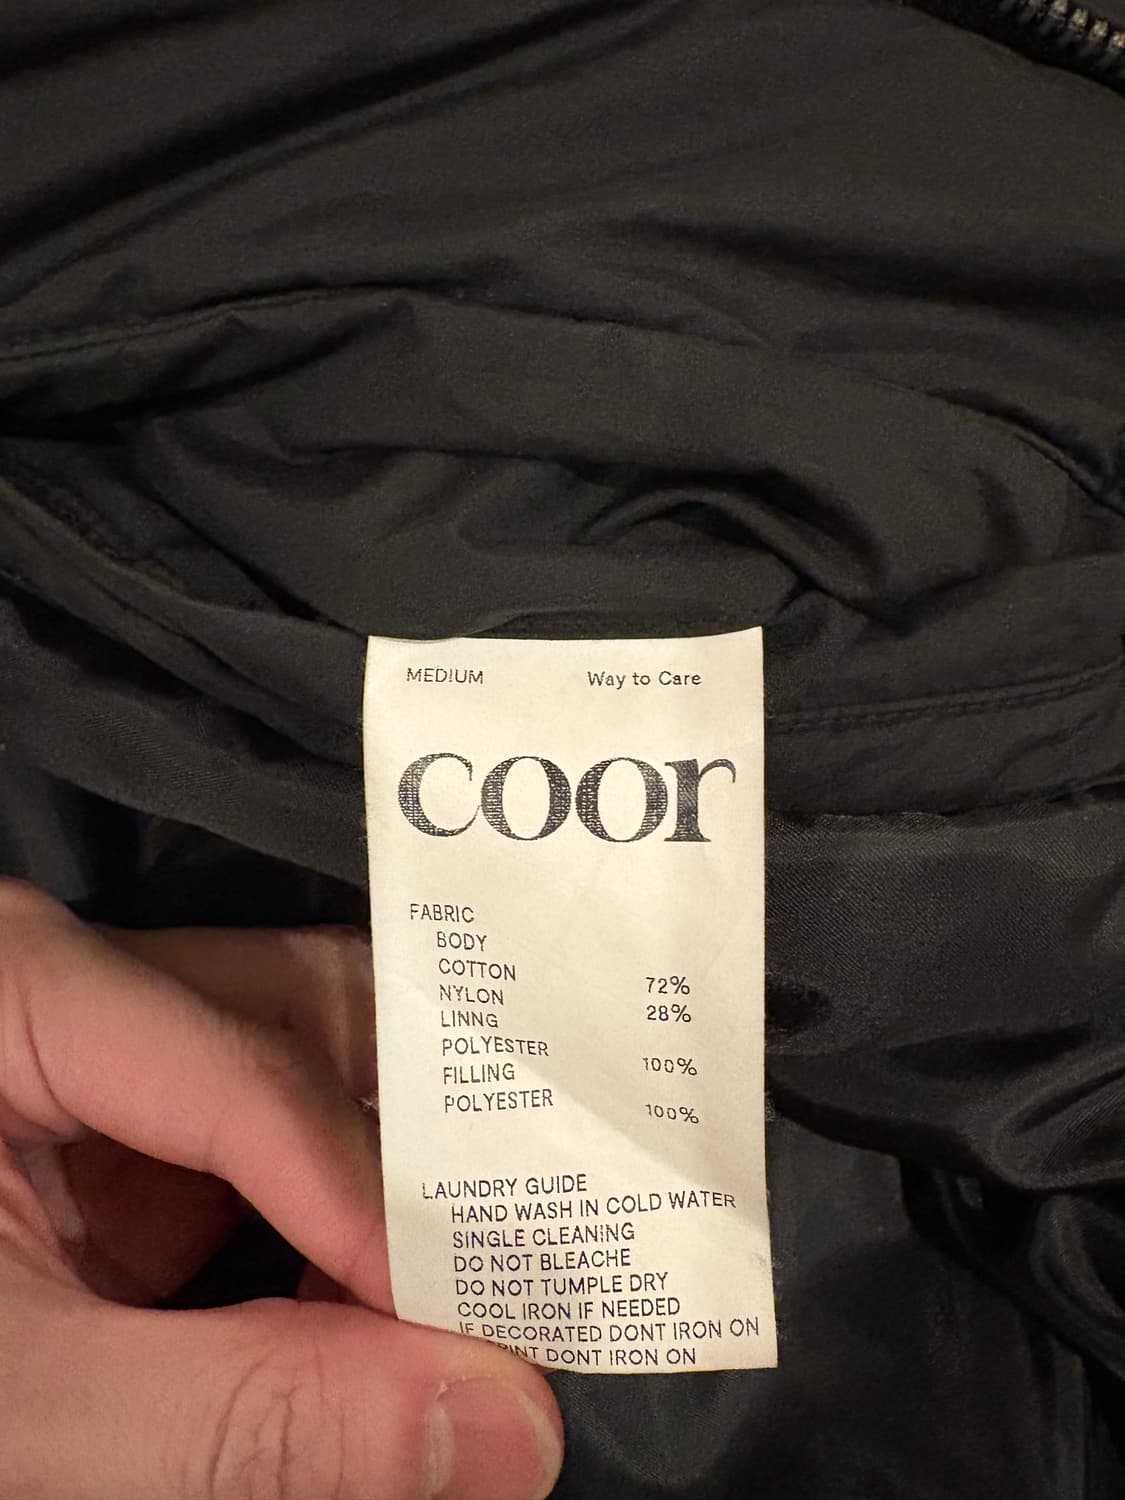 MEDIUM Way to Care
coor
FABRIC
BODY
COTTON 72%
NYLON 28%
LINNG
POLYESTER 100%
FILLING
POLYESTER 100%
LAUNDRY GUIDE
HAND WASH IN COLD WATER
SINGLE CLEANING
DO NOT BLEACHE
DO NOT TUMPLE DRY
COOL IRON IF NEEDED
IF DECORATED DONT IRON ON
DONT IRON ON